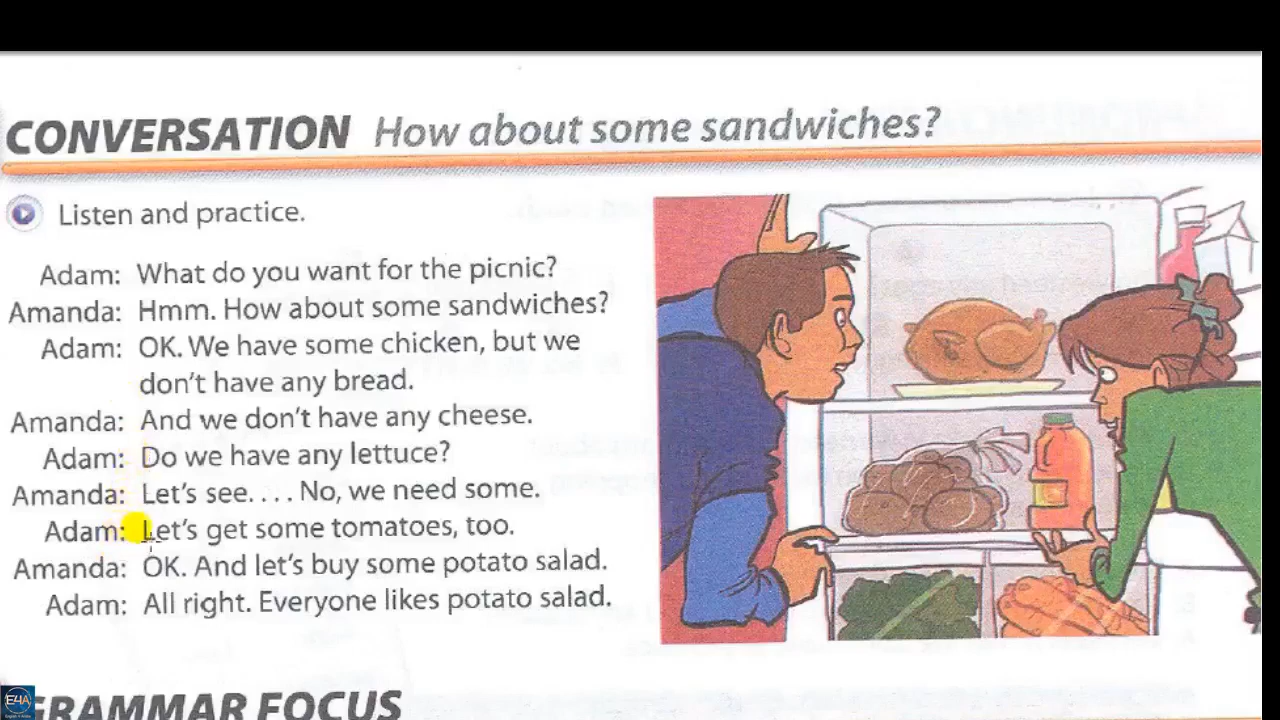 CONVERSATION How about some sandwiches?
Listen and practice.
Adam: What do you want for the picnic?
Amanda: Hmm. How about some sandwiches?
Adam: OK. We have some chicken, but we
don't have any bread.
Amanda: And we don't have any cheese.
Adam: Do we have any lettuce?
Amanda: Let's see. . . . No, we need some.
Adam: Let's get some tomatoes, too.
Amanda: OK. And let's buy some potato salad.
Adam: All right. Everyone likes potato salad.
E4A
GRAMMAR FOCUS